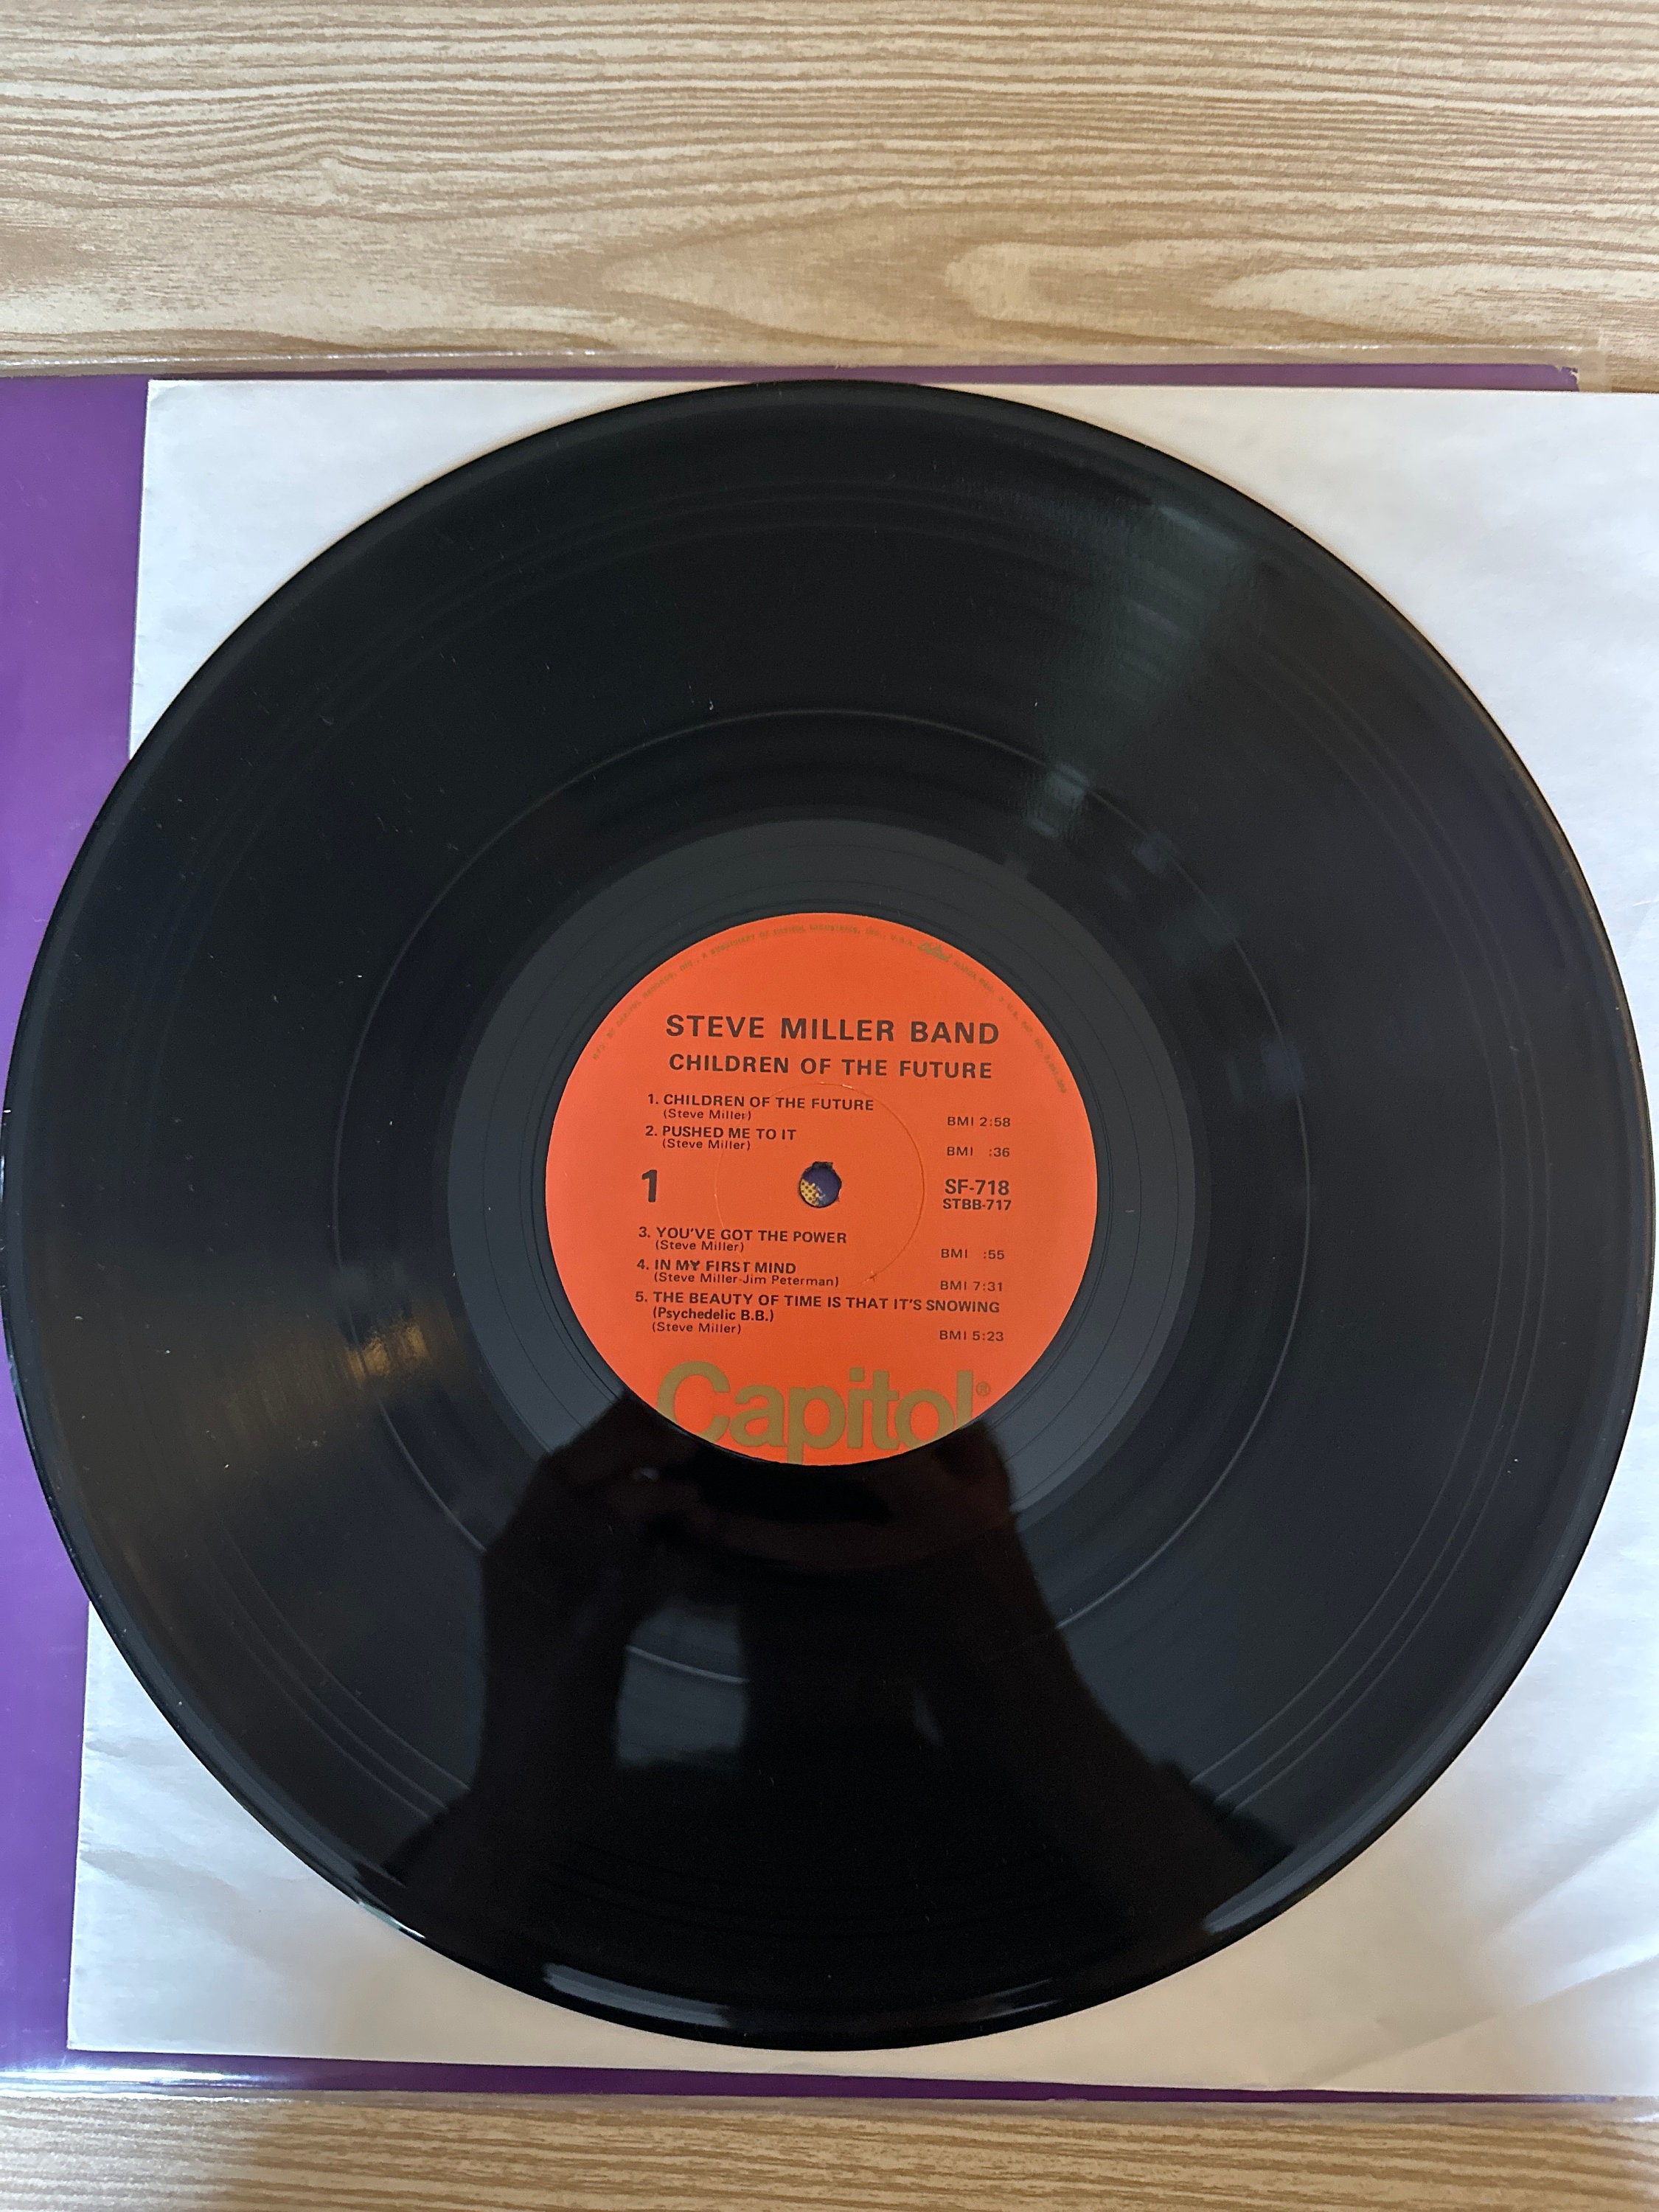 STEVE MILLER BAND
CHILDREN OF THE FUTURE
1. CHILDREN OF THE FUTURE
(Steve Miller)
BMI 2:58
2. PUSHED ME TO IT
(Steve Miller)
BMI :36
1
SF-718
STBB-717
3. YOU'VE GOT THE POWER
(Steve Miller)
BMI :55
4. IN MY FIRST MIND
(Steve Miller-Jim Peterman)
BMI 7:31
5. THE BEAUTY OF TIME IS THAT IT'S SNOWING
(Psychedelic B.B.)
(Steve Miller)
BMI 5:23
Capitol®